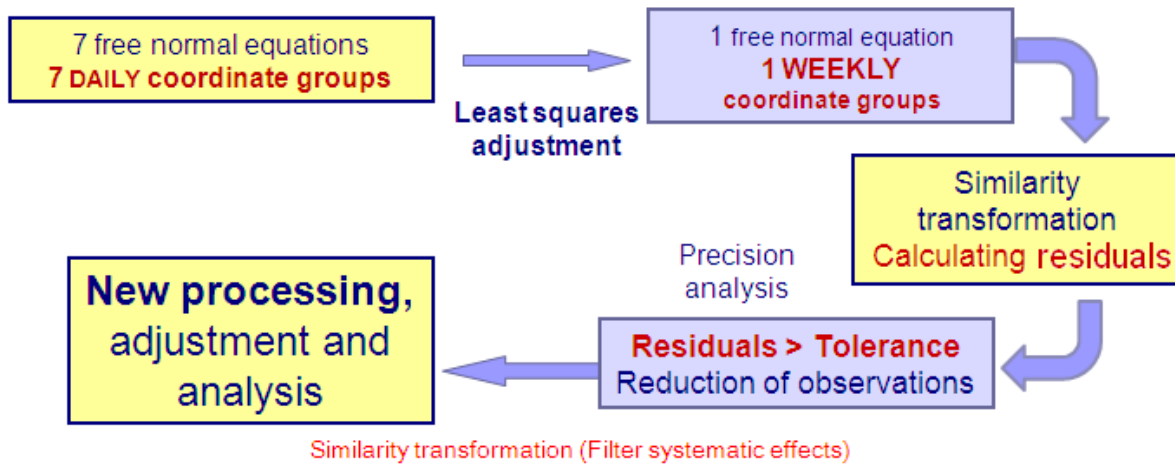 7 free normal equations
7 DAILY coordinate groups
Least squares
adjustment
1 free normal equation
1 WEEKLY
coordinate groups
Similarity
transformation
Calculating residuals
Precision
analysis
Residuals > Tolerance
Reduction of observations
New processing,
adjustment and
analysis
Similarity transformation (Filter systematic effects)